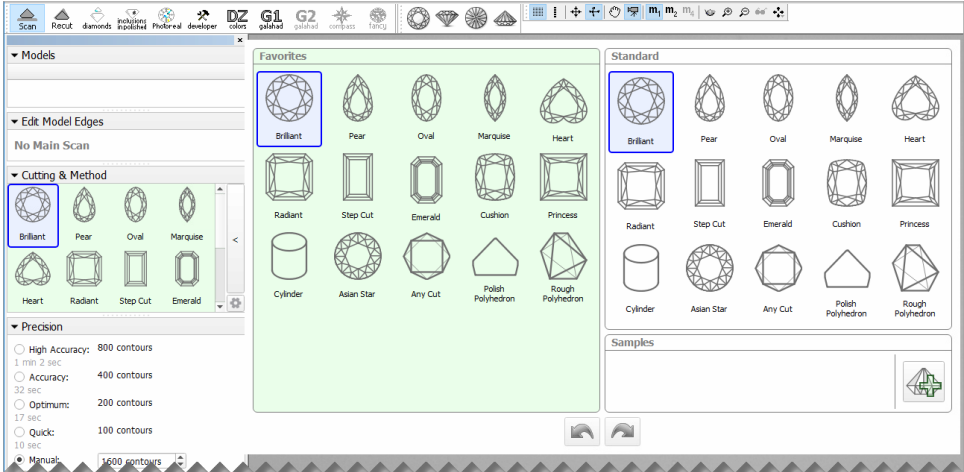 Scan Recut diamonds inclusions inpolished Photoreal developer DZ colors G1 galahad G2 galahad compass fancy m1 m2 m4
Models
Edit Model Edges
No Main Scan
Cutting & Method
Brilliant Pear Oval Marquise
Heart Radiant Step Cut Emerald
<
Precision
High Accuracy: 800 contours
1 min 2 sec
Accuracy: 400 contours
32 sec
Optimum: 200 contours
17 sec
Quick: 100 contours
10 sec
Manual: 1600 contours
Favorites
Brilliant Pear Oval Marquise Heart
Radiant Step Cut Emerald Cushion Princess
Cylinder Asian Star Any Cut Polish Polyhedron Rough Polyhedron
Standard
Brilliant Pear Oval Marquise Heart
Radiant Step Cut Emerald Cushion Princess
Cylinder Asian Star Any Cut Polish Polyhedron Rough Polyhedron
Samples